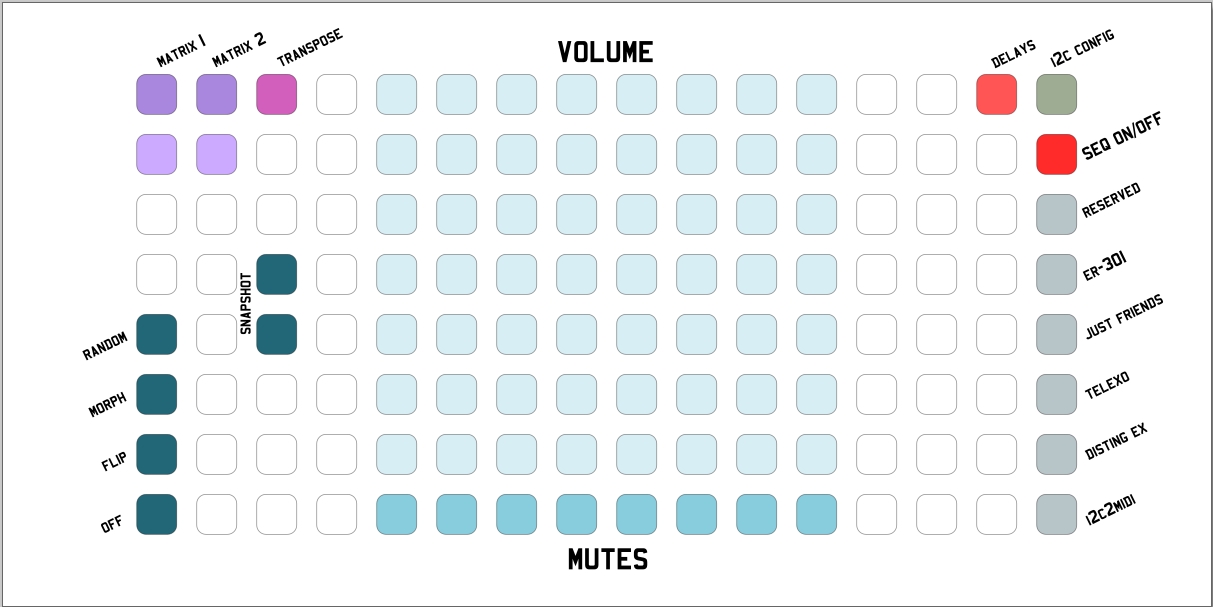 MATRIX 1
MATRIX 2
TRANSPOSE
VOLUME
DELAYS
I2C CONFIG
SEQ ON/OFF
RESERVED
ER-301
SNAPSHOT
RANDOM
JUST FRIENDS
MORPH
TELEXO
FLIP
DISTING EX
OFF
I2C2MIDI
MUTES